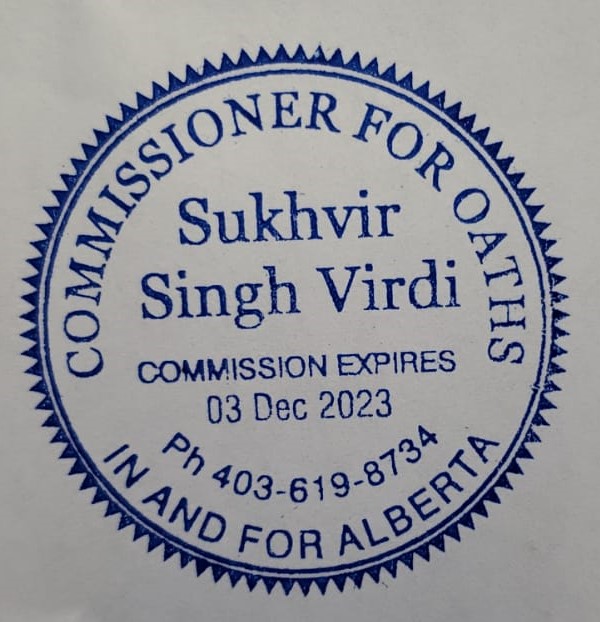 COMMISSIONER FOR OATHS
Sukhvir
Singh Virdi
COMMISSION EXPIRES
03 Dec 2023
Ph 403-619-8734
IN AND FOR ALBERTA